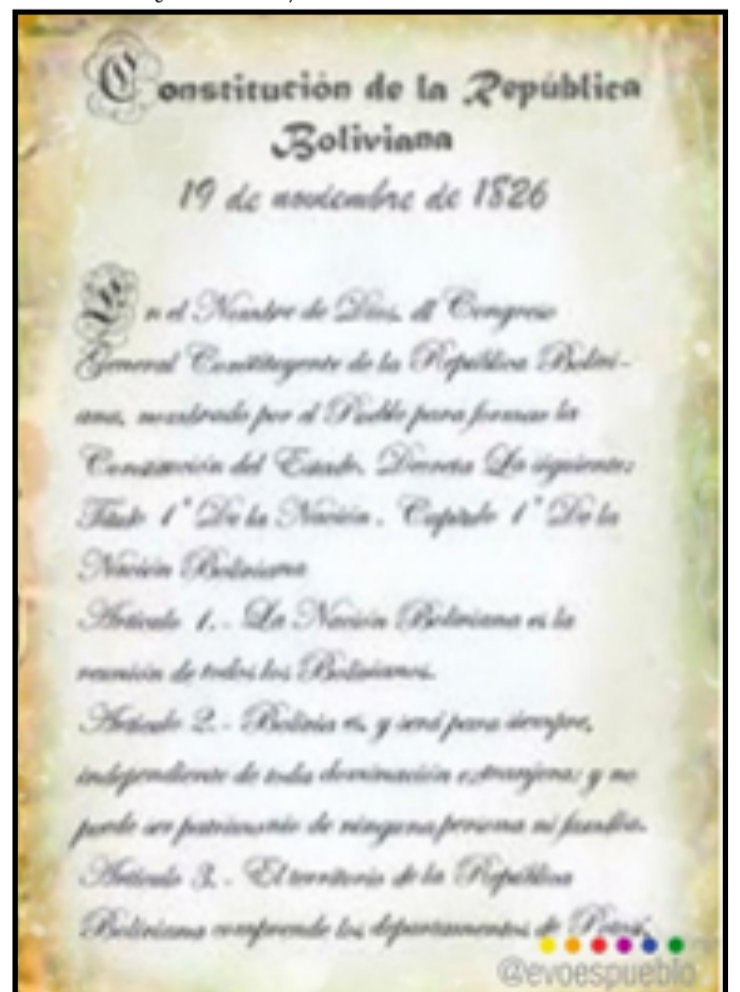 Constitución de la República
Boliviana
19 de noviembre de 1826
En el Nombre de Dios, el Congreso
General Constituyente de la República Bolivi-
ana, nombrado por el Pueblo para formar la
Constitución del Estado, Decreta La siguiente:
Título 1° De la Nación. Capítulo 1° De la
Nación Boliviana
Artículo 1.- La Nación Boliviana es la
reunión de todos los Bolivianos.
Artículo 2.- Bolivia es, y será para siempre,
independiente de toda dominación extranjera; y no
puede ser patrimonio de ninguna persona ni familia.
Artículo 3.- El territorio de la República
Boliviana comprende los departamentos de Potosí,
@evoespueblo